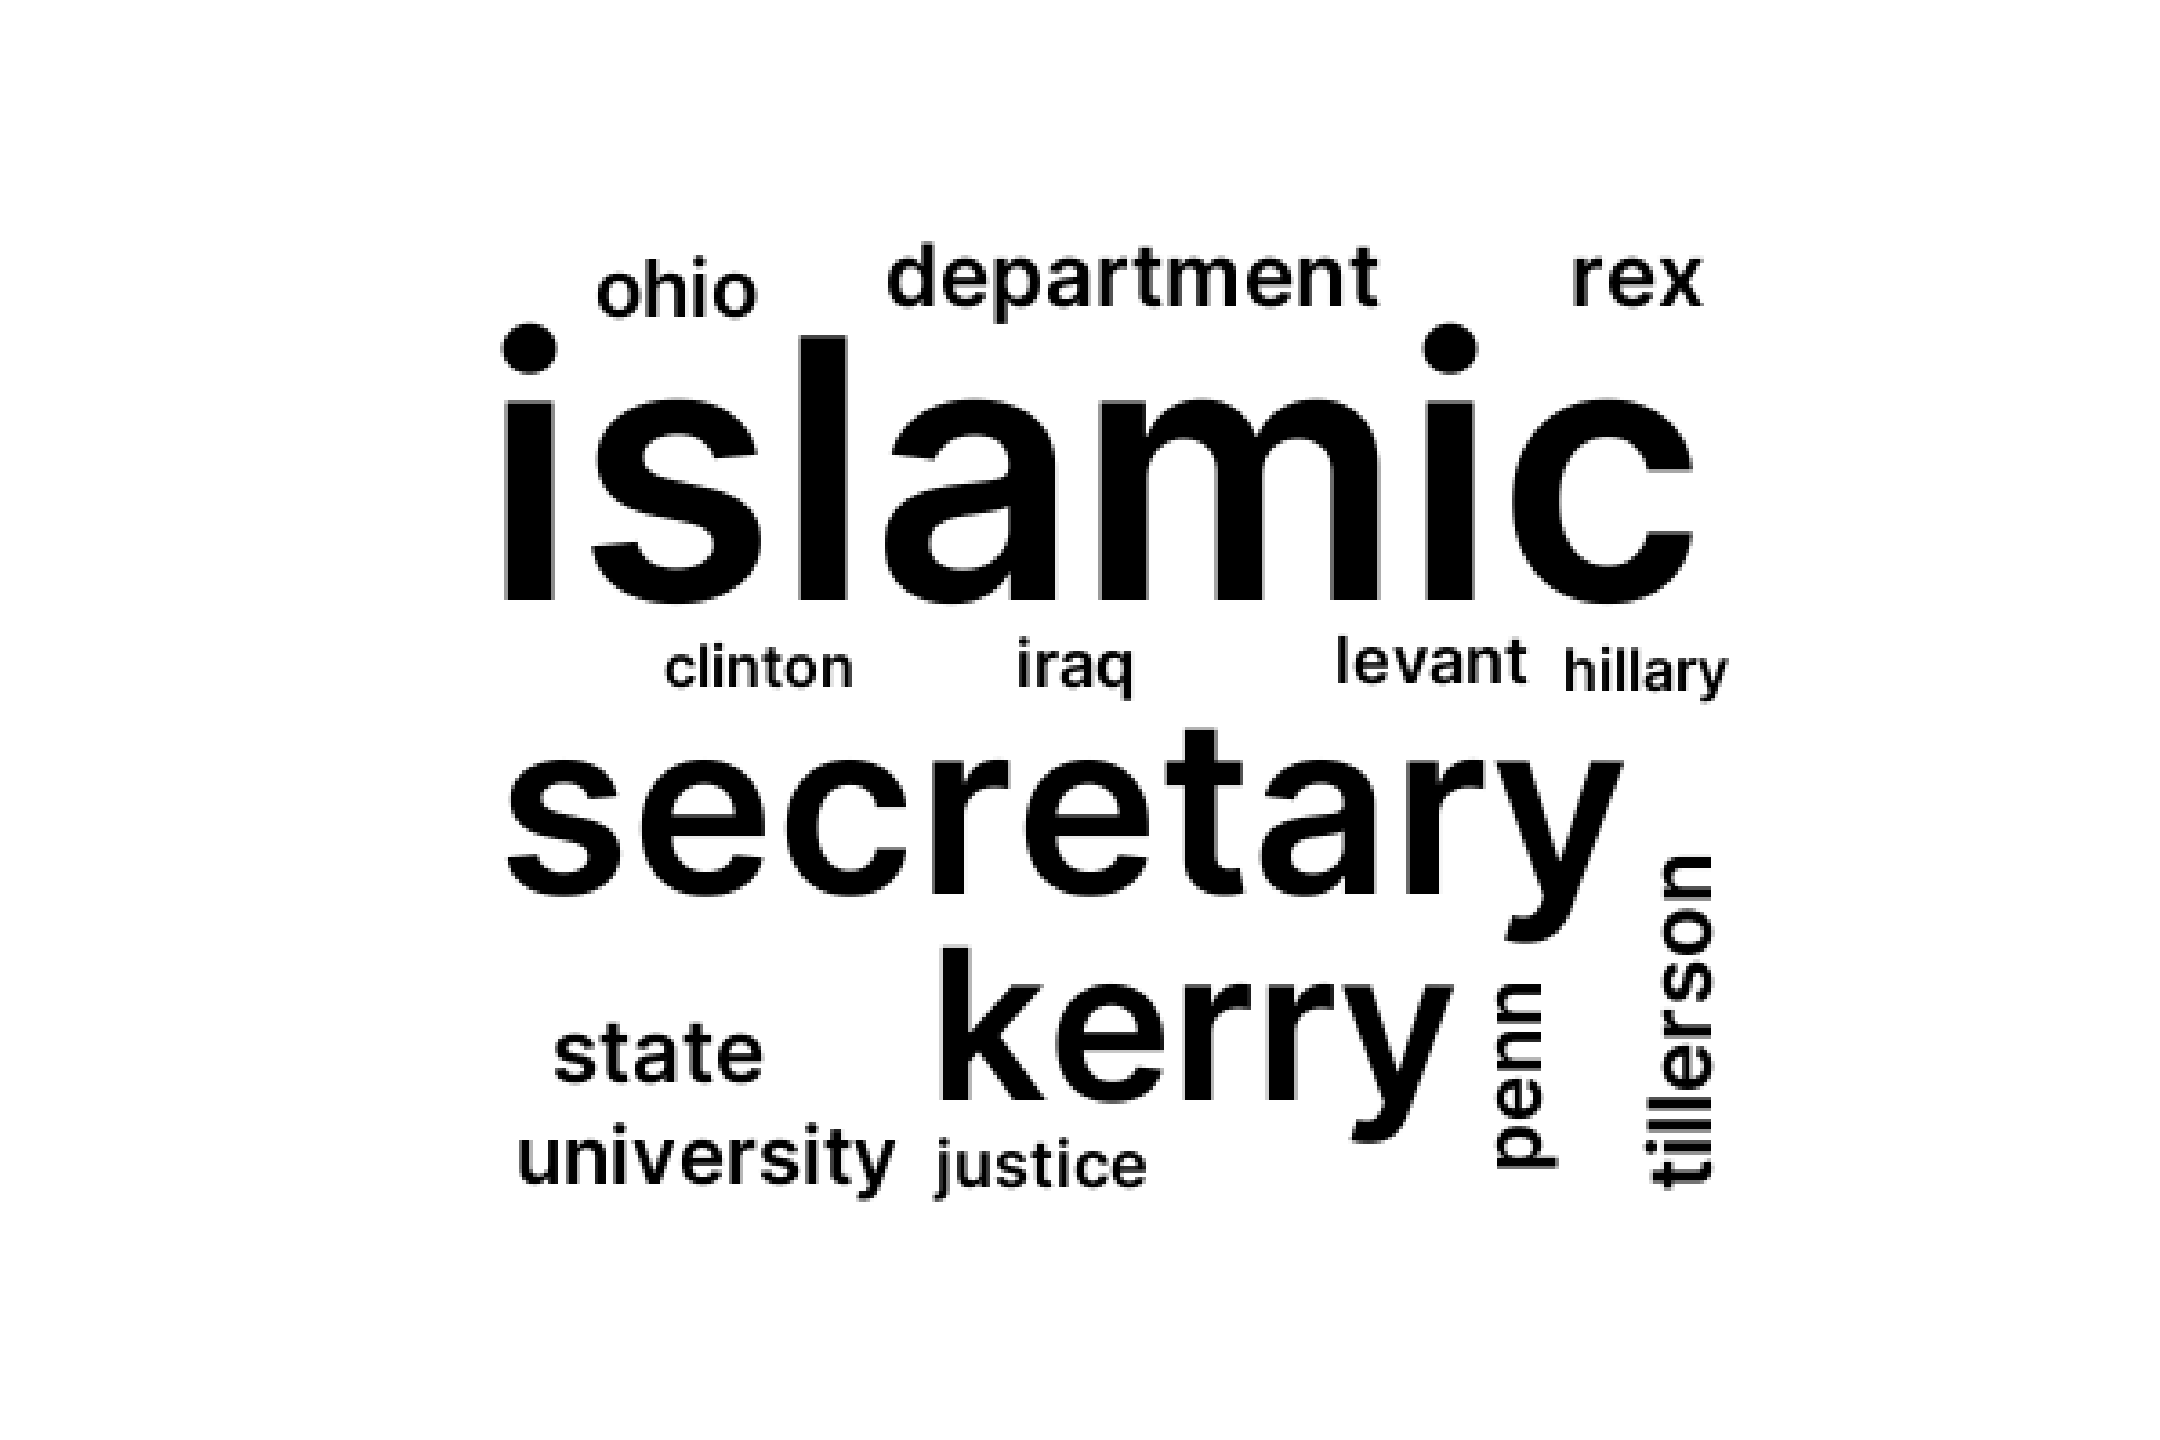 ohio department rex
islamic
clinton iraq levant hillary
secretary
kerry
state
penn
tillerson
university justice